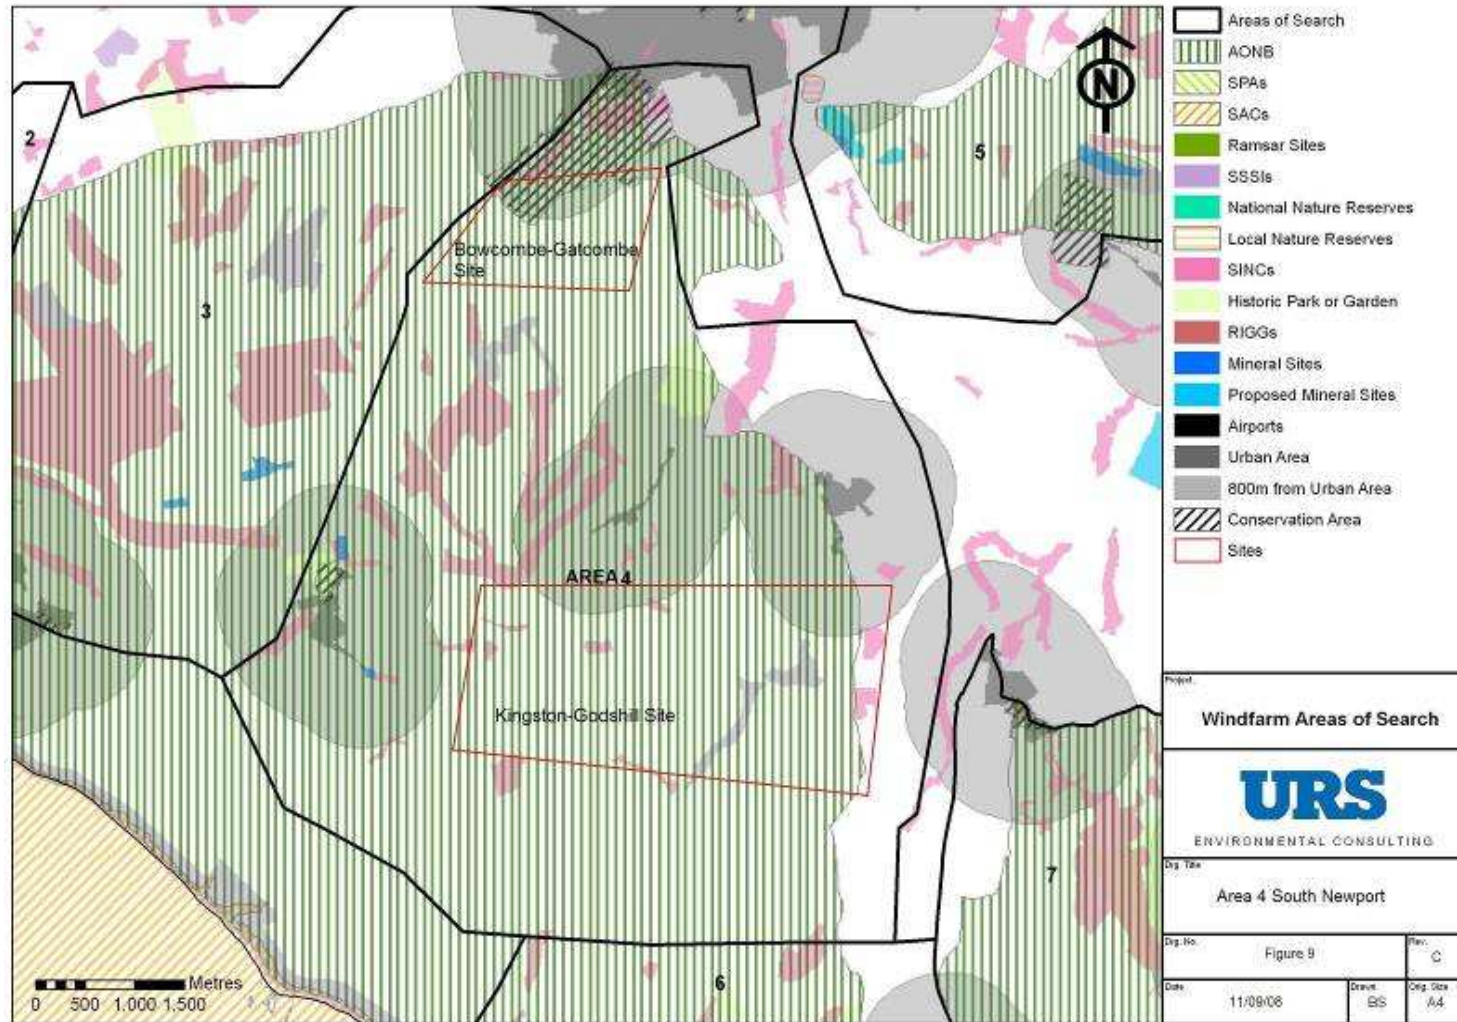 2
3
5
Bowcombe-Gatcombe
Site
AREA 4
Kingston-Godshill Site
7
6
N
Metres
0 500 1.000 1.500
Areas of Search
AONB
SPAs
SACs
Ramsar Sites
SSSIs
National Nature Reserves
Local Nature Reserves
SINCs
Historic Park or Garden
RIGGs
Mineral Sites
Proposed Mineral Sites
Airports
Urban Area
800m from Urban Area
Conservation Area
Sites
Project.
Windfarm Areas of Search
URS
ENVIRONMENTAL CONSULTING
Drg. Title
Area 4 South Newport
Drg. No. Figure 9 Rev. C
Date 11/09/08 Drawn BS Orig. Size A4